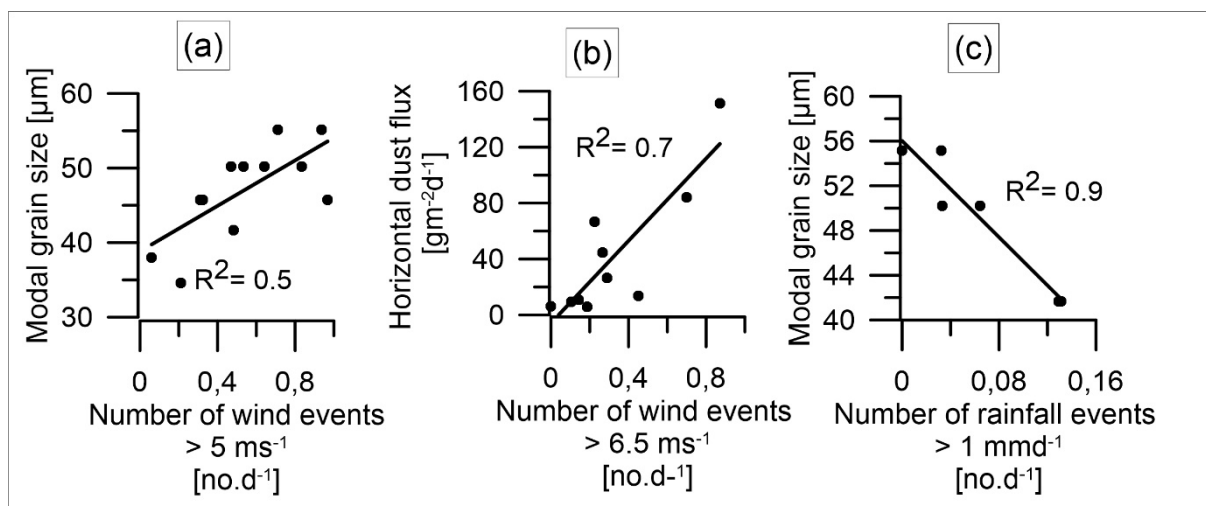 (a)
Modal grain size [µm]
60
50
40
30
R²= 0.5
0
0,4
0,8
Number of wind events
> 5 ms⁻¹
[no.d⁻¹]
(b)
Horizontal dust flux
[gm⁻²d⁻¹]
160
120
80
40
0
R²= 0.7
0
0,4
0,8
Number of wind events
> 6.5 ms⁻¹
[no.d-¹]
(c)
Modal grain size [µm]
60
56
52
48
44
40
R²= 0.9
0
0,08
0,16
Number of rainfall events
> 1 mmd⁻¹
[no.d⁻¹]